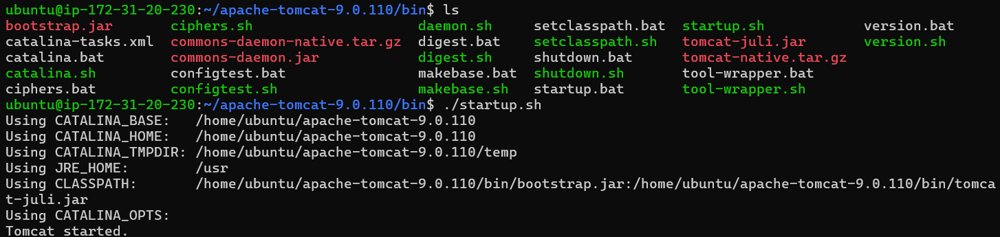 ubuntu@ip-172-31-20-230:~/apache-tomcat-9.0.110/bin$ ls
bootstrap.jar ciphers.sh daemon.sh setclasspath.bat startup.sh version.bat
catalina-tasks.xml commons-daemon-native.tar.gz digest.bat setclasspath.sh tomcat-juli.jar version.sh
catalina.bat commons-daemon.jar digest.sh shutdown.bat tomcat-native.tar.gz
catalina.sh configtest.bat makebase.bat shutdown.sh tool-wrapper.bat
ciphers.bat configtest.sh makebase.sh startup.bat tool-wrapper.sh
ubuntu@ip-172-31-20-230:~/apache-tomcat-9.0.110/bin$ ./startup.sh
Using CATALINA_BASE: /home/ubuntu/apache-tomcat-9.0.110
Using CATALINA_HOME: /home/ubuntu/apache-tomcat-9.0.110
Using CATALINA_TMPDIR: /home/ubuntu/apache-tomcat-9.0.110/temp
Using JRE_HOME: /usr
Using CLASSPATH: /home/ubuntu/apache-tomcat-9.0.110/bin/bootstrap.jar:/home/ubuntu/apache-tomcat-9.0.110/bin/tomca
t-juli.jar
Using CATALINA_OPTS:
Tomcat started.